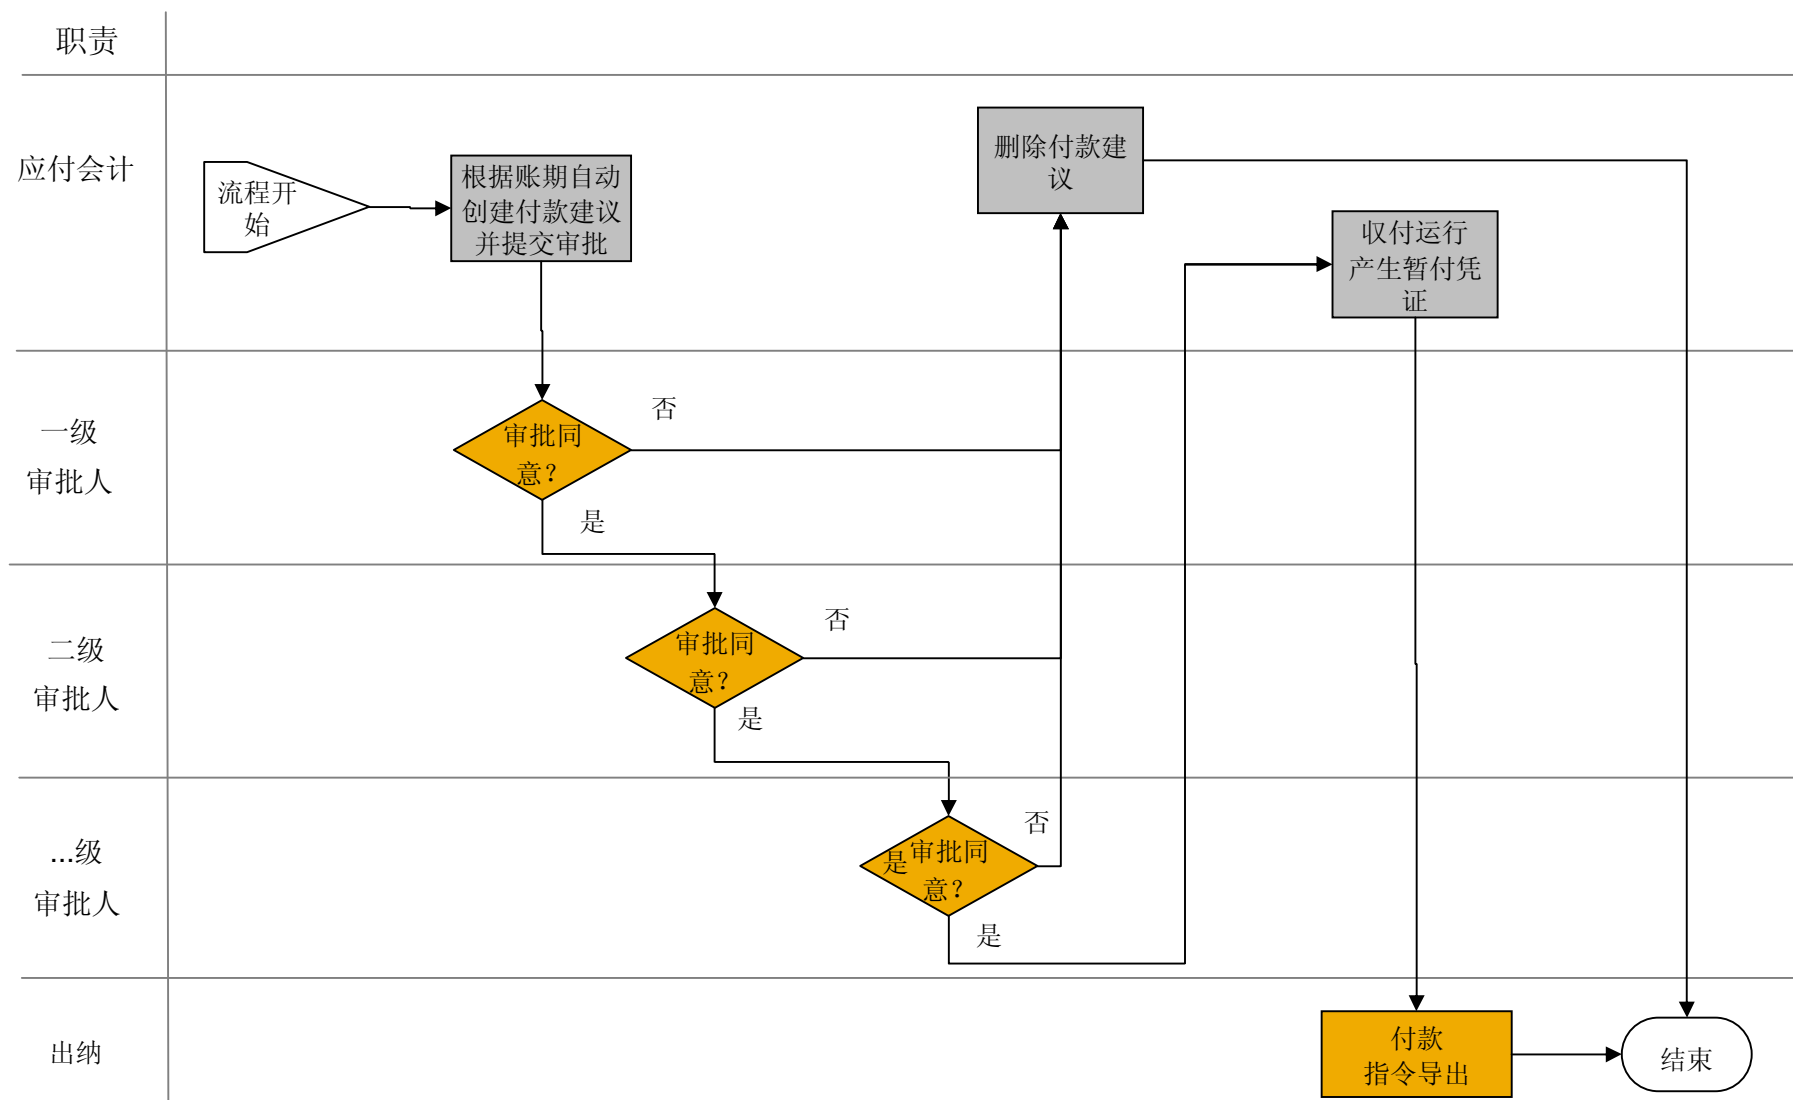 职责
应付会计
流程开
始
根据账期自动
创建付款建议
并提交审批
删除付款建
议
收付运行
产生暂付凭
证
一级
审批人
审批同
意?
否
是
二级
审批人
审批同
意?
否
是
...级
审批人
是
审批同
意?
否
是
出纳
付款
指令导出
结束